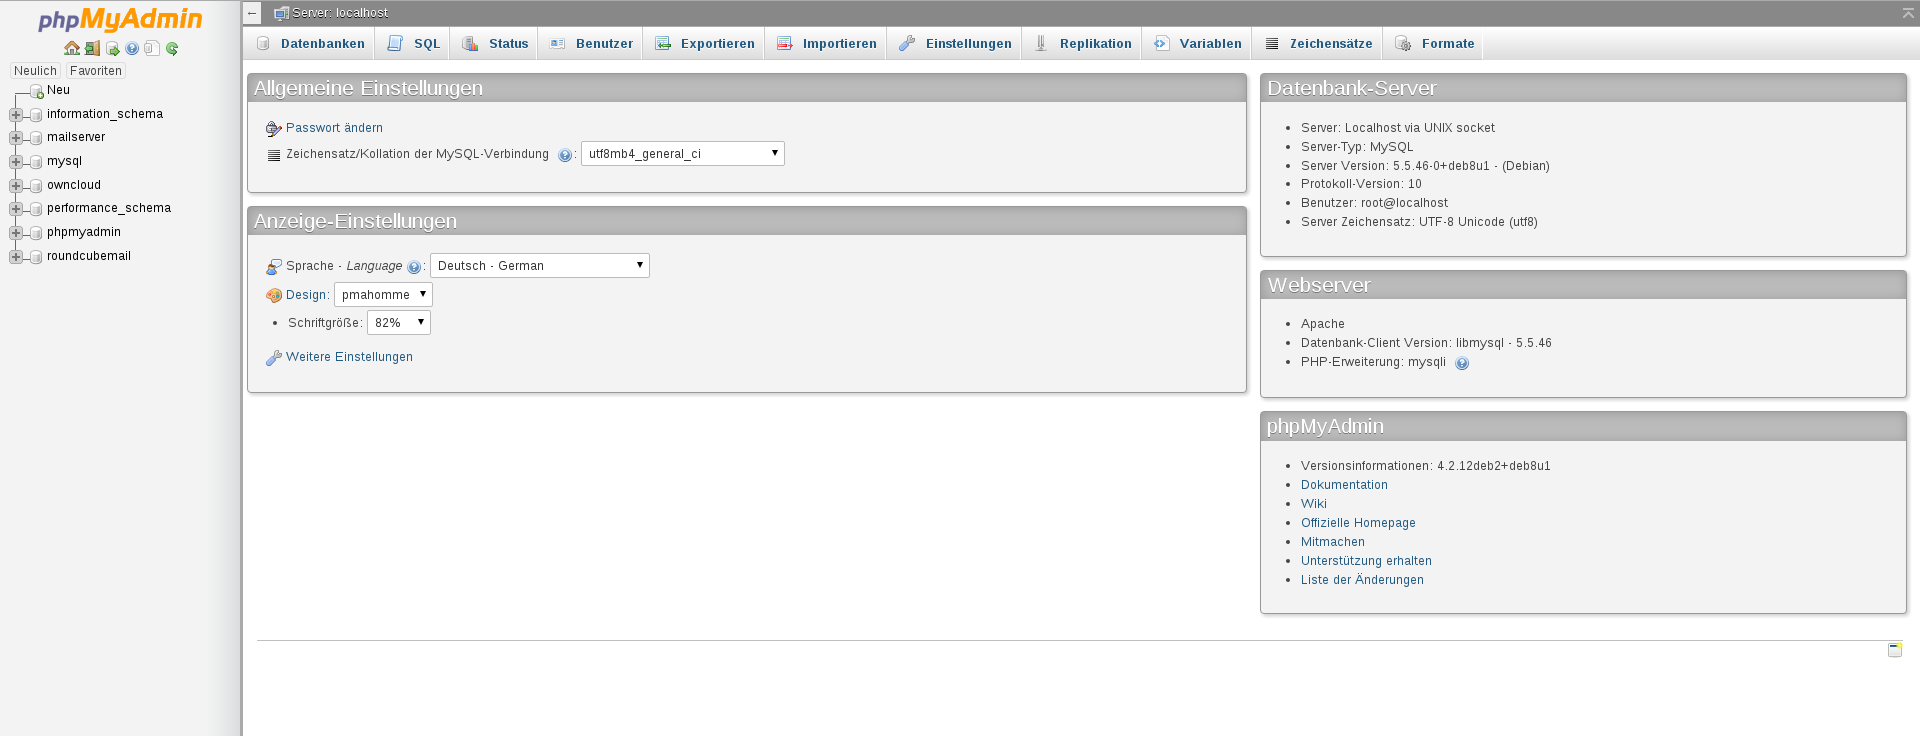 phpMyAdmin
Neulich Favoriten
Neu
information_schema
mailserver
mysql
owncloud
performance_schema
phpmyadmin
roundcubemail
← Server: localhost
Datenbanken SQL Status Benutzer Exportieren Importieren Einstellungen Replikation Variablen Zeichensätze Formate
Allgemeine Einstellungen
Passwort ändern
Zeichensatz/Kollation der MySQL-Verbindung : utf8mb4_general_ci
Anzeige-Einstellungen
Sprache - Language : Deutsch - German
Design: pmahomme
• Schriftgröße: 82%
Weitere Einstellungen
Datenbank-Server
• Server: Localhost via UNIX socket
• Server-Typ: MySQL
• Server Version: 5.5.46-0+deb8u1 - (Debian)
• Protokoll-Version: 10
• Benutzer: root@localhost
• Server Zeichensatz: UTF-8 Unicode (utf8)
Webserver
• Apache
• Datenbank-Client Version: libmysql - 5.5.46
• PHP-Erweiterung: mysqli
phpMyAdmin
• Versionsinformationen: 4.2.12deb2+deb8u1
• Dokumentation
• Wiki
• Offizielle Homepage
• Mitmachen
• Unterstützung erhalten
• Liste der Änderungen